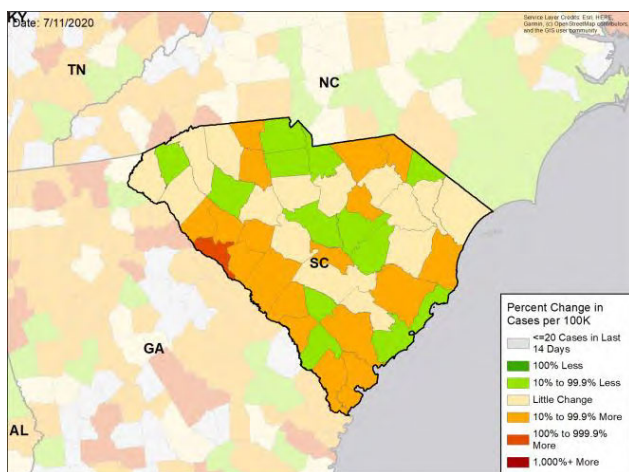 KY
Date: 7/11/2020
Service Layer Credits: Esri, HERE,
Garmin, (c) OpenStreetMap contributors,
and the GIS user community
TN
NC
SC
GA
AL
Percent Change in
Cases per 100K
<=20 Cases in Last
14 Days
100% Less
10% to 99.9% Less
Little Change
10% to 99.9% More
100% to 999.9%
More
1,000%+ More